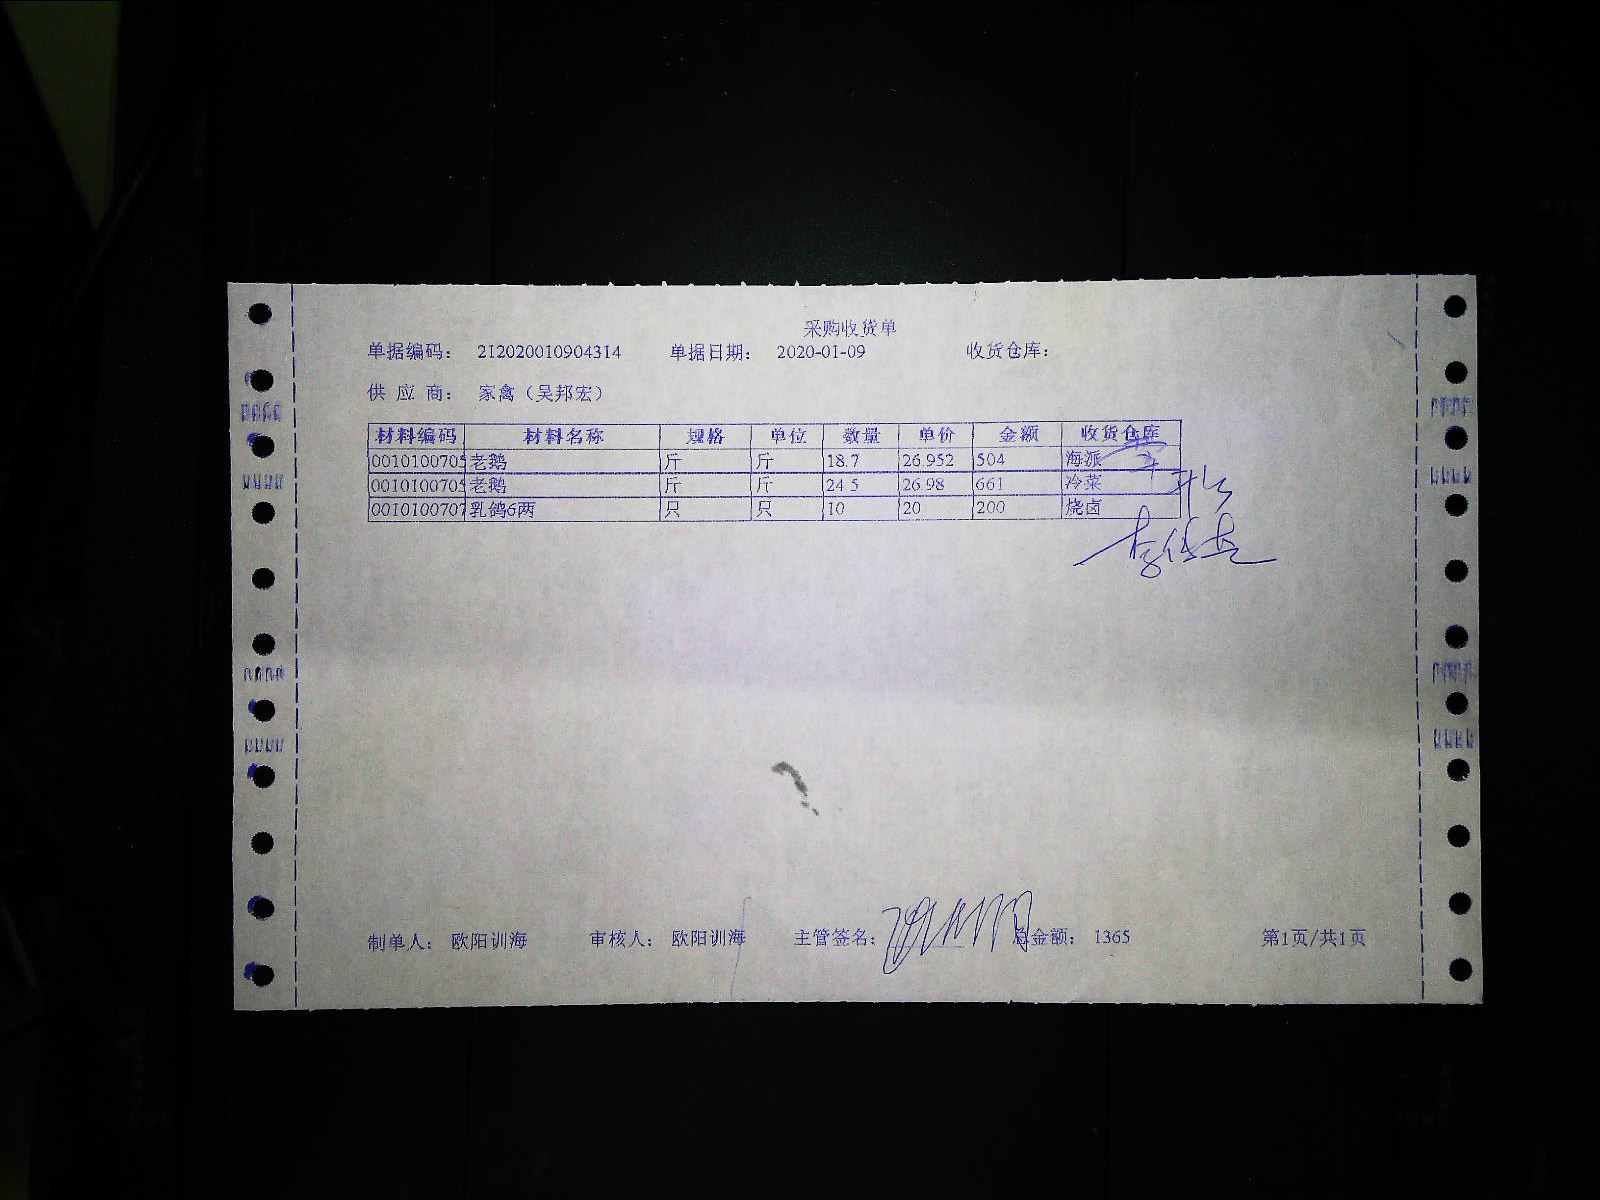 采购收货单
单据编码： 212020010904314 单据日期： 2020-01-09 收货仓库：
供 应 商： 家禽（吴邦宏）
材料编码 材料名称 规格 单位 数量 单价 金额 收货仓库
0010100705 老鹅 斤 斤 18.7 26.952 504 海派
0010100705 老鹅 斤 斤 24.5 26.98 661 冷菜
0010100707 乳鸽6两 只 只 10 20 200 烧卤
制单人： 欧阳训海 审核人： 欧阳训海 主管签名： 总金额： 1365 第1页/共1页